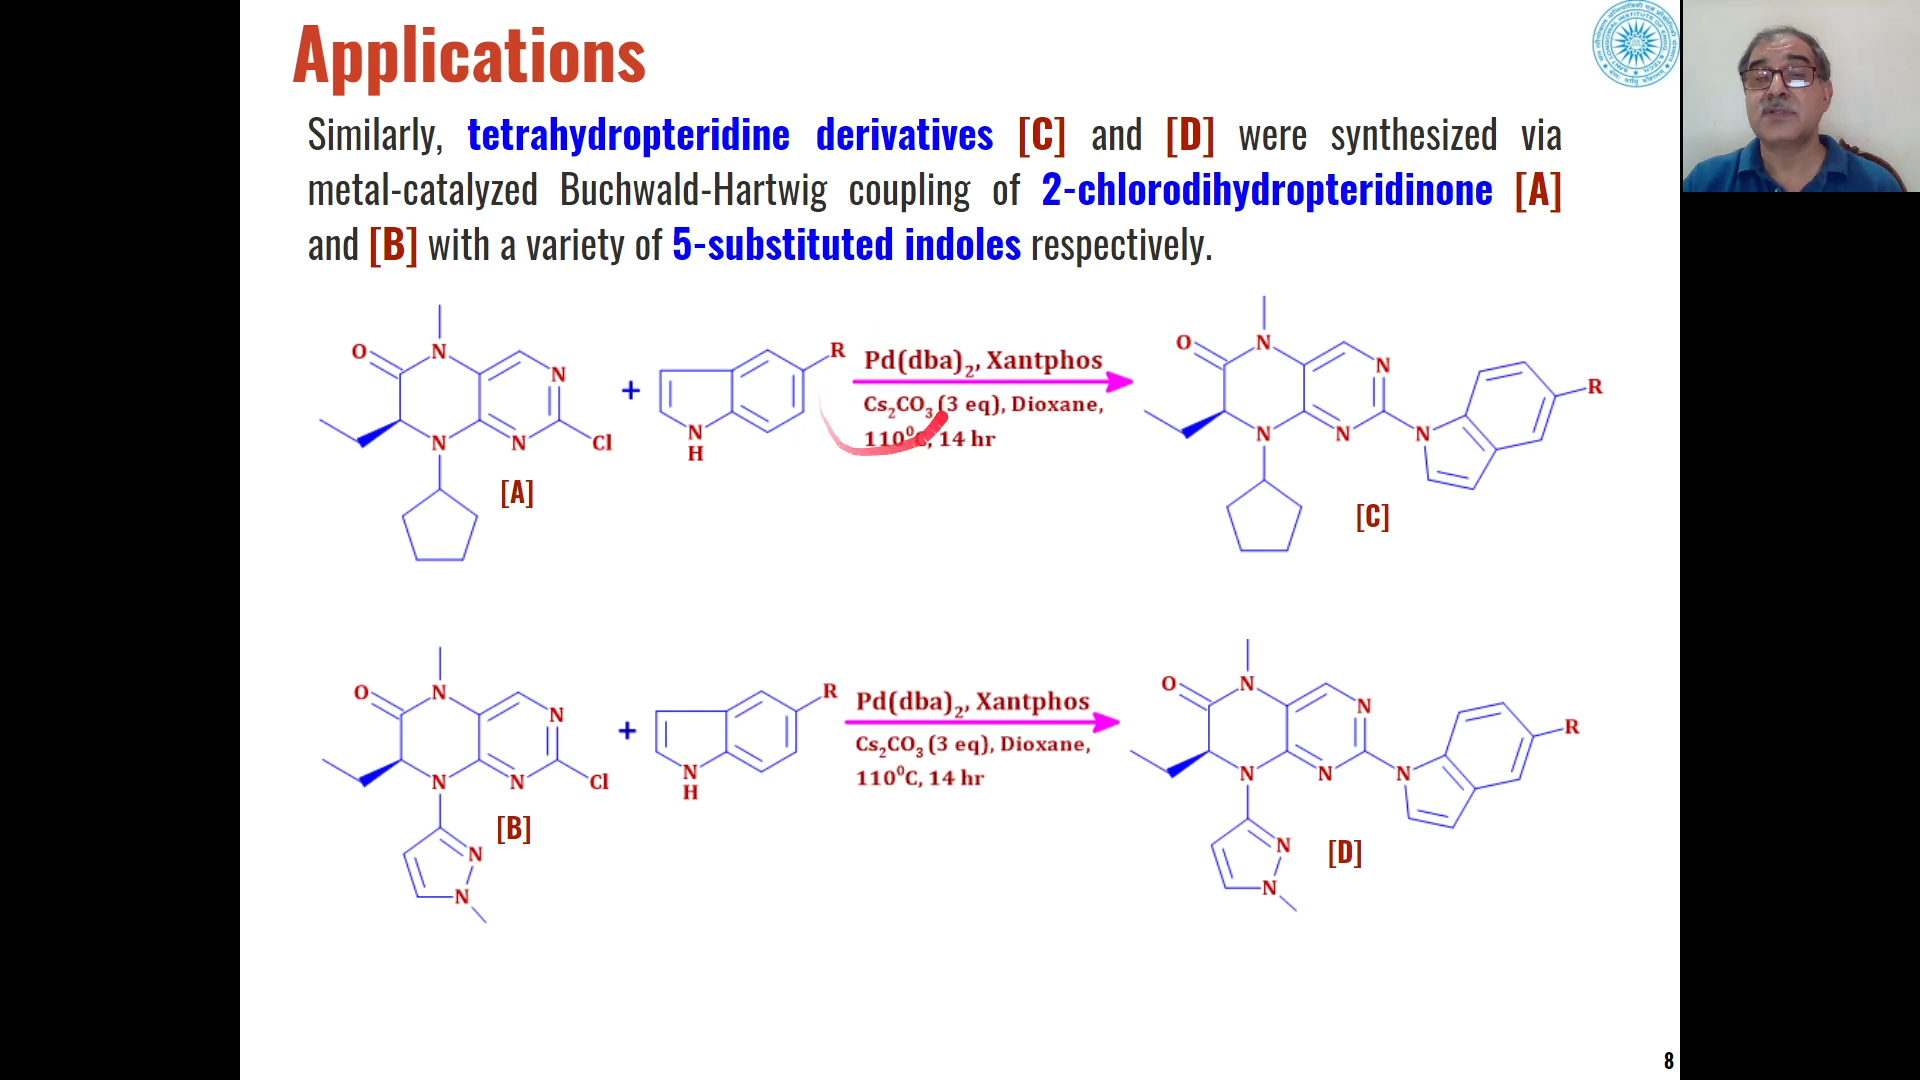 Applications
Similarly, tetrahydropteridine derivatives [C] and [D] were synthesized via
metal-catalyzed Buchwald-Hartwig coupling of 2-chlorodihydropteridinone [A]
and [B] with a variety of 5-substituted indoles respectively.
O N N N N Cl
[A]
+
R
N
H
Pd(dba)₂, Xantphos
Cs₂CO₃ (3 eq), Dioxane,
110⁰C, 14 hr
O N N N N N R
[C]
O N N N N Cl
N
N
[B]
+
R
N
H
Pd(dba)₂, Xantphos
Cs₂CO₃ (3 eq), Dioxane,
110⁰C, 14 hr
O N N N N N R
N
N
[D]
8